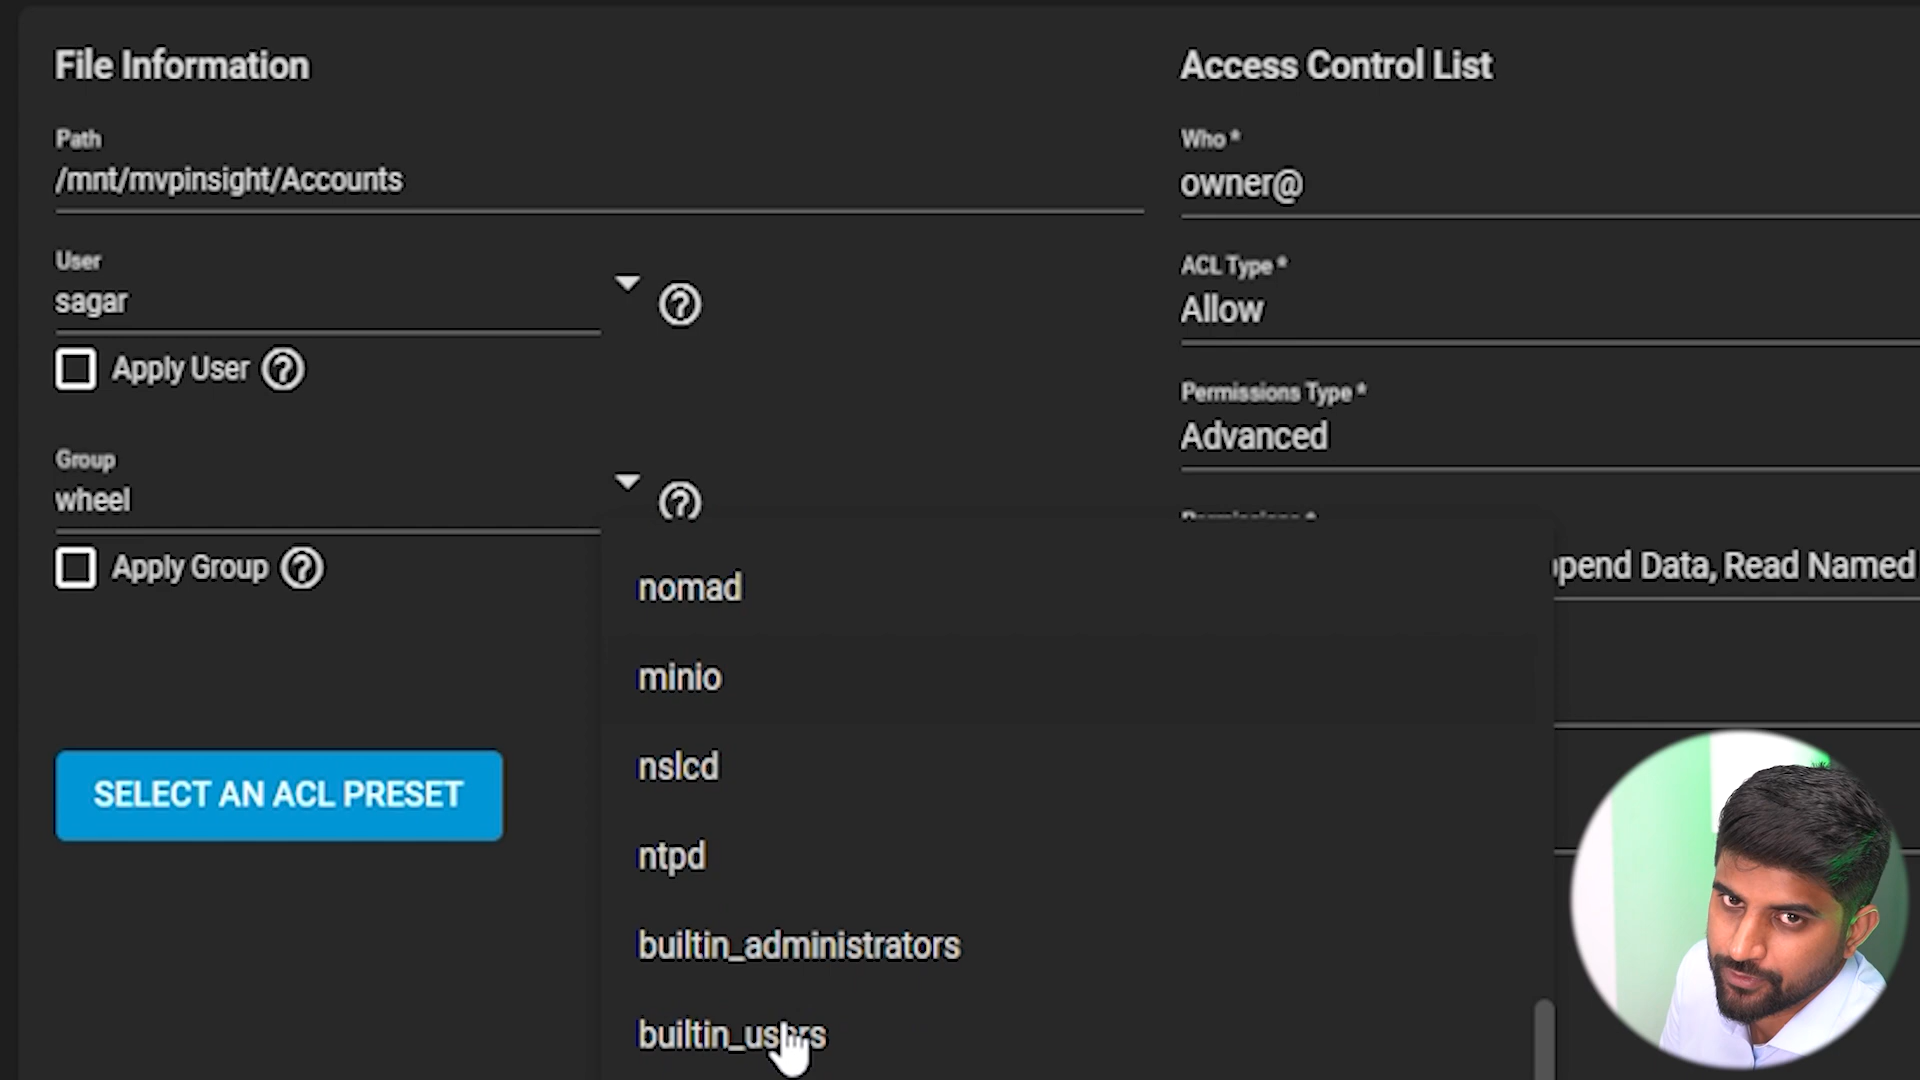 File Information
Path
/mnt/mvpinsight/Accounts
User
sagar
Apply User
Group
wheel
Apply Group
SELECT AN ACL PRESET
nomad
minio
nslcd
ntpd
builtin_administrators
builtin_users
Access Control List
Who *
owner@
ACL Type *
Allow
Permissions Type *
Advanced
Data, Read Named